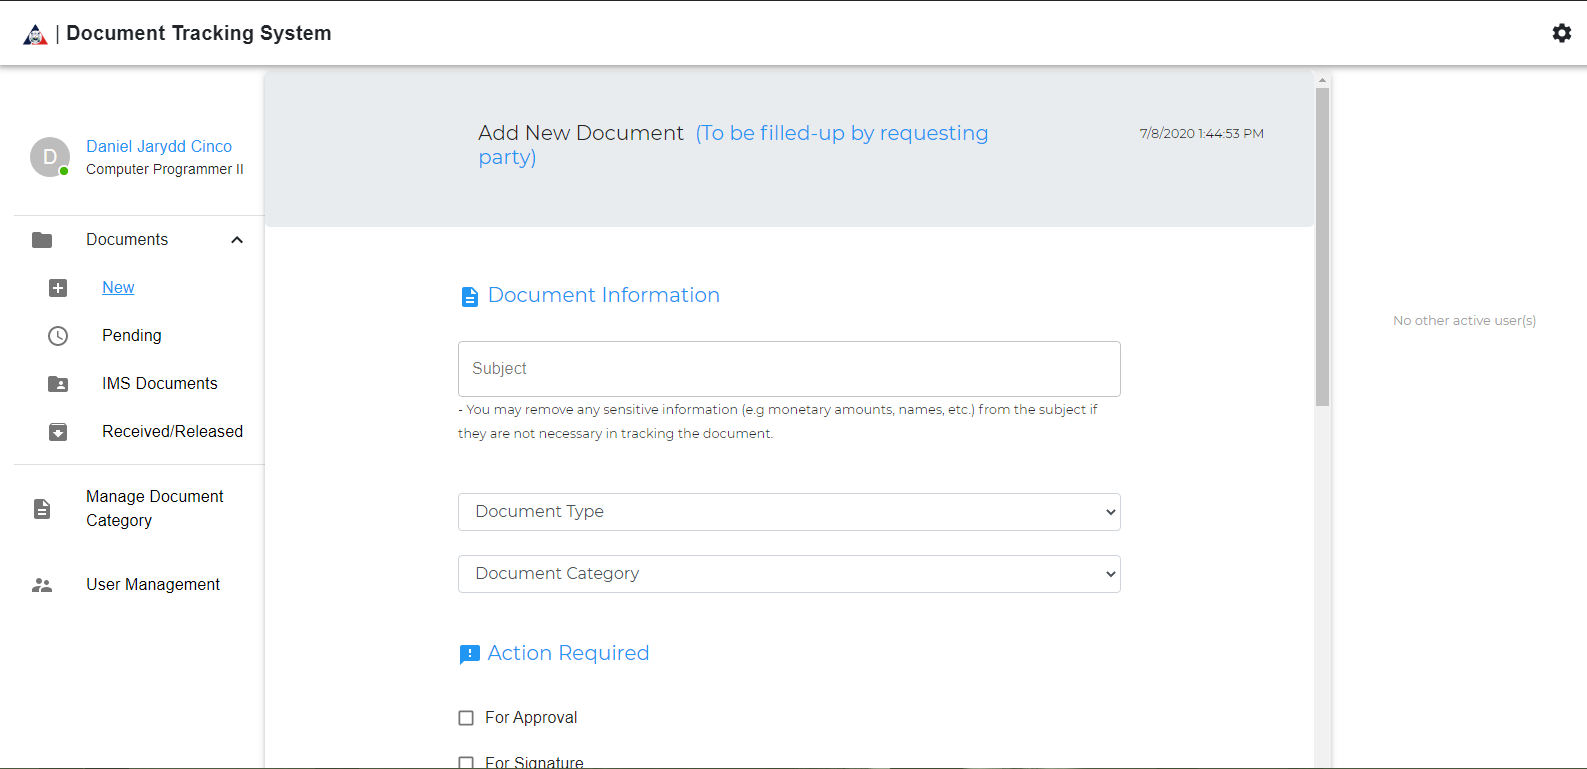 | Document Tracking System
D
Daniel Jarydd Cinco
Computer Programmer II
Documents
New
Pending
IMS Documents
Received/Released
Manage Document
Category
User Management
Add New Document (To be filled-up by requesting
party)
7/8/2020 1:44:53 PM
Document Information
Subject
- You may remove any sensitive information (e.g monetary amounts, names, etc.) from the subject if
they are not necessary in tracking the document.
Document Type
Document Category
Action Required
For Approval
For Signature
No other active user(s)